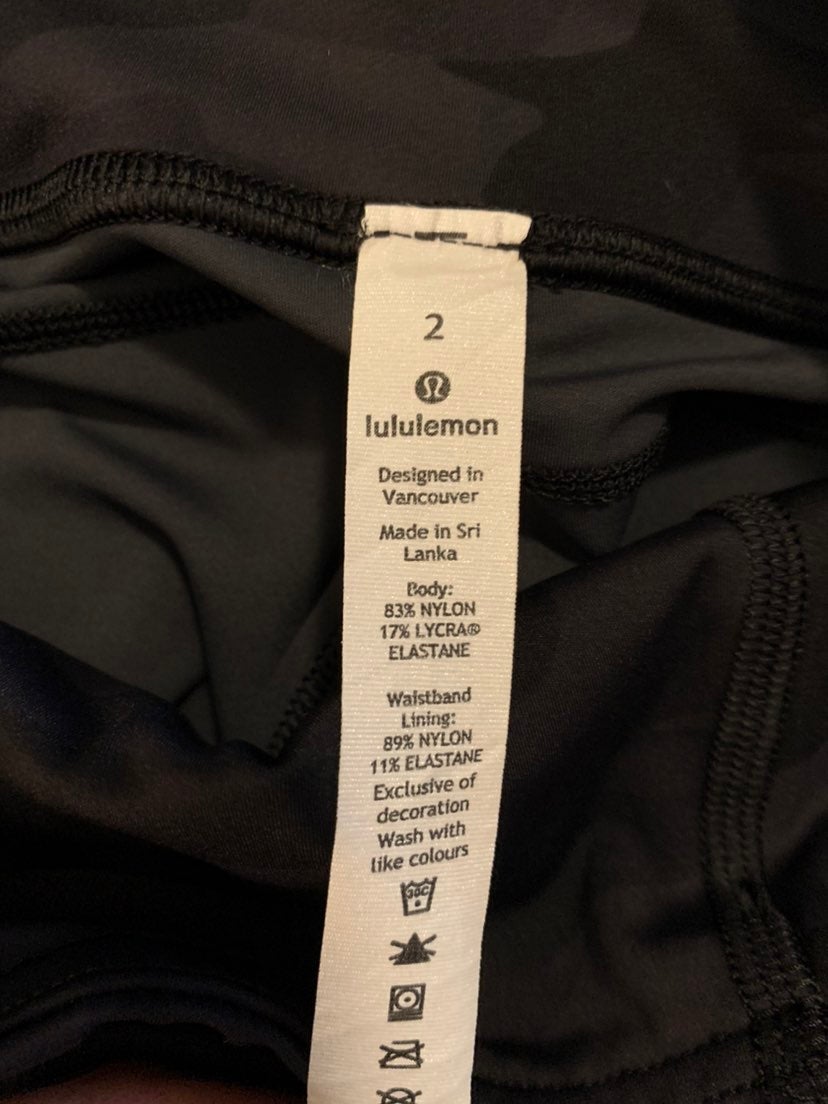 2
lululemon
Designed in
Vancouver
Made in Sri
Lanka
Body:
83% NYLON
17% LYCRA®
ELASTANE
Waistband
Lining:
89% NYLON
11% ELASTANE
Exclusive of
decoration
Wash with
like colours
30C